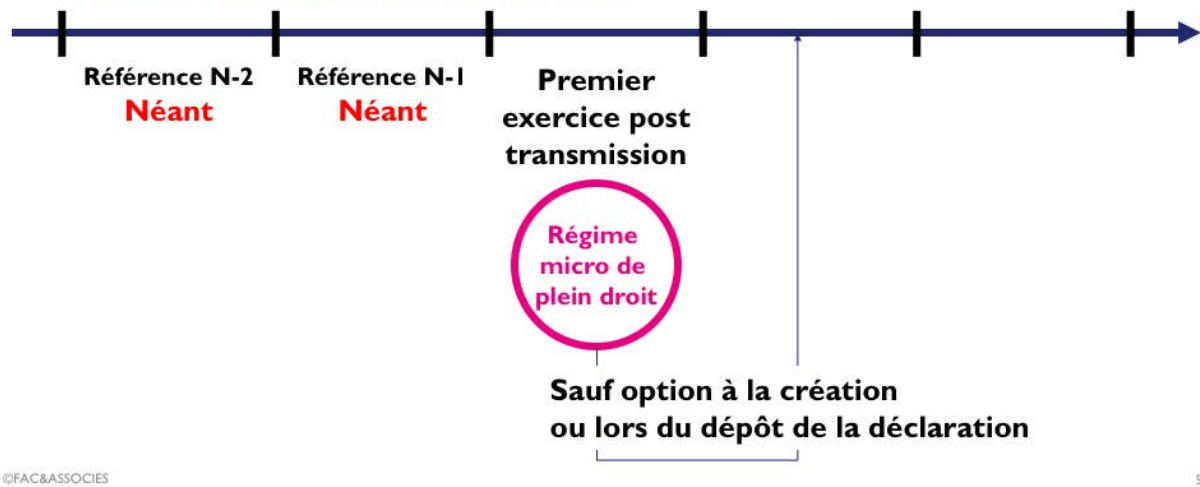 Référence N-2
Néant
Référence N-1
Néant
Premier
exercice post
transmission
Régime
micro de
plein droit
Sauf option à la création
ou lors du dépôt de la déclaration
©FAC&ASSOCIES
5